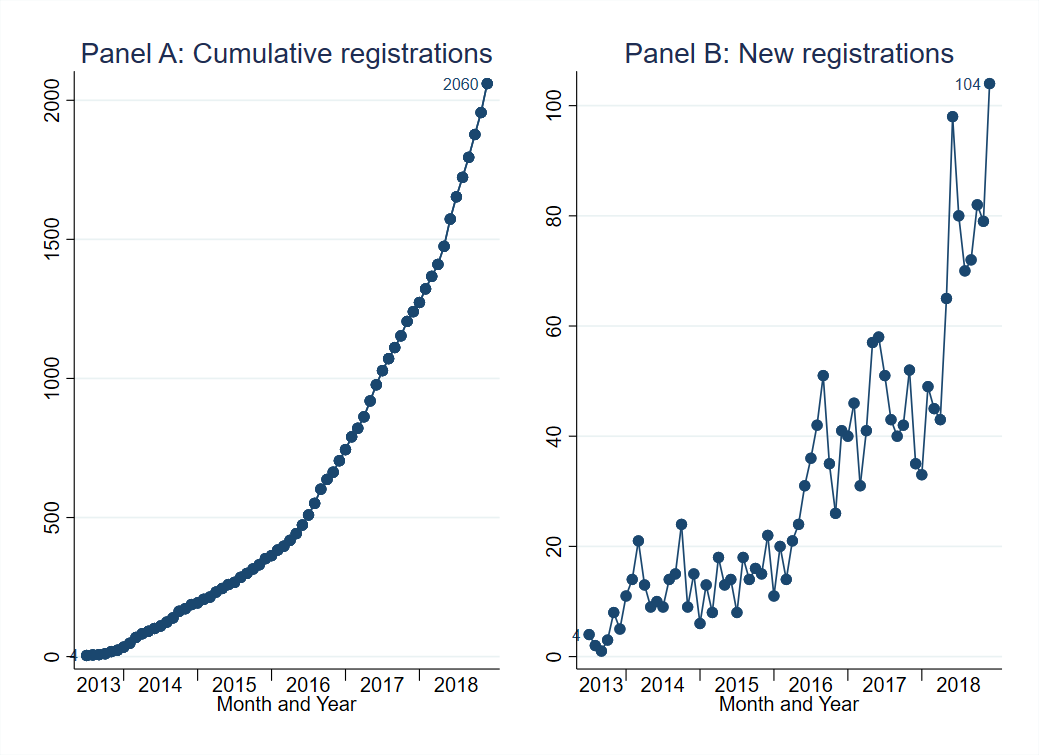 Panel A: Cumulative registrations
2060
2000
1500
1000
500
0
4
2013 2014 2015 2016 2017 2018
Month and Year
Panel B: New registrations
104
100
80
60
40
20
0
4
2013 2014 2015 2016 2017 2018
Month and Year